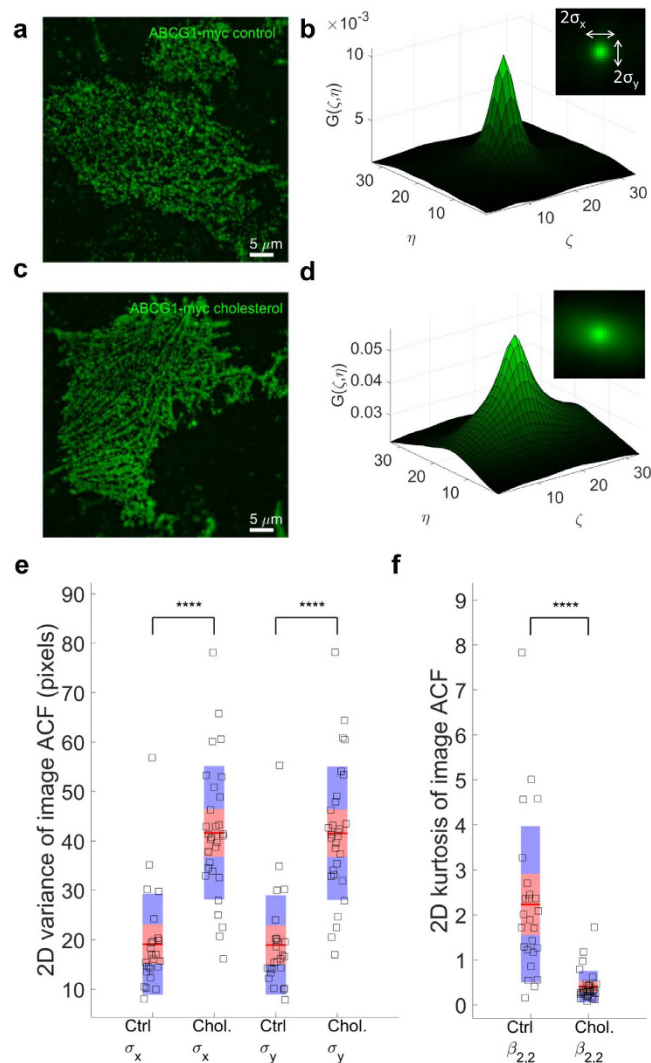 a
ABCG1-myc control
5 μm
b
×10⁻³
10
5
G(ζ,η)
30
20
10
η
10
20
30
ζ
2σx
2σy
c
ABCG1-myc cholesterol
5 μm
d
0.05
0.04
0.03
G(ζ,η)
30
20
10
η
10
20
30
ζ
e
2D variance of image ACF (pixels)
90
80
70
60
50
40
30
20
10
**** ****
Ctrl Chol. Ctrl Chol.
σx σx σy σy
f
2D kurtosis of image ACF
9
8
7
6
5
4
3
2
1
0
****
Ctrl Chol.
β2,2 β2,2